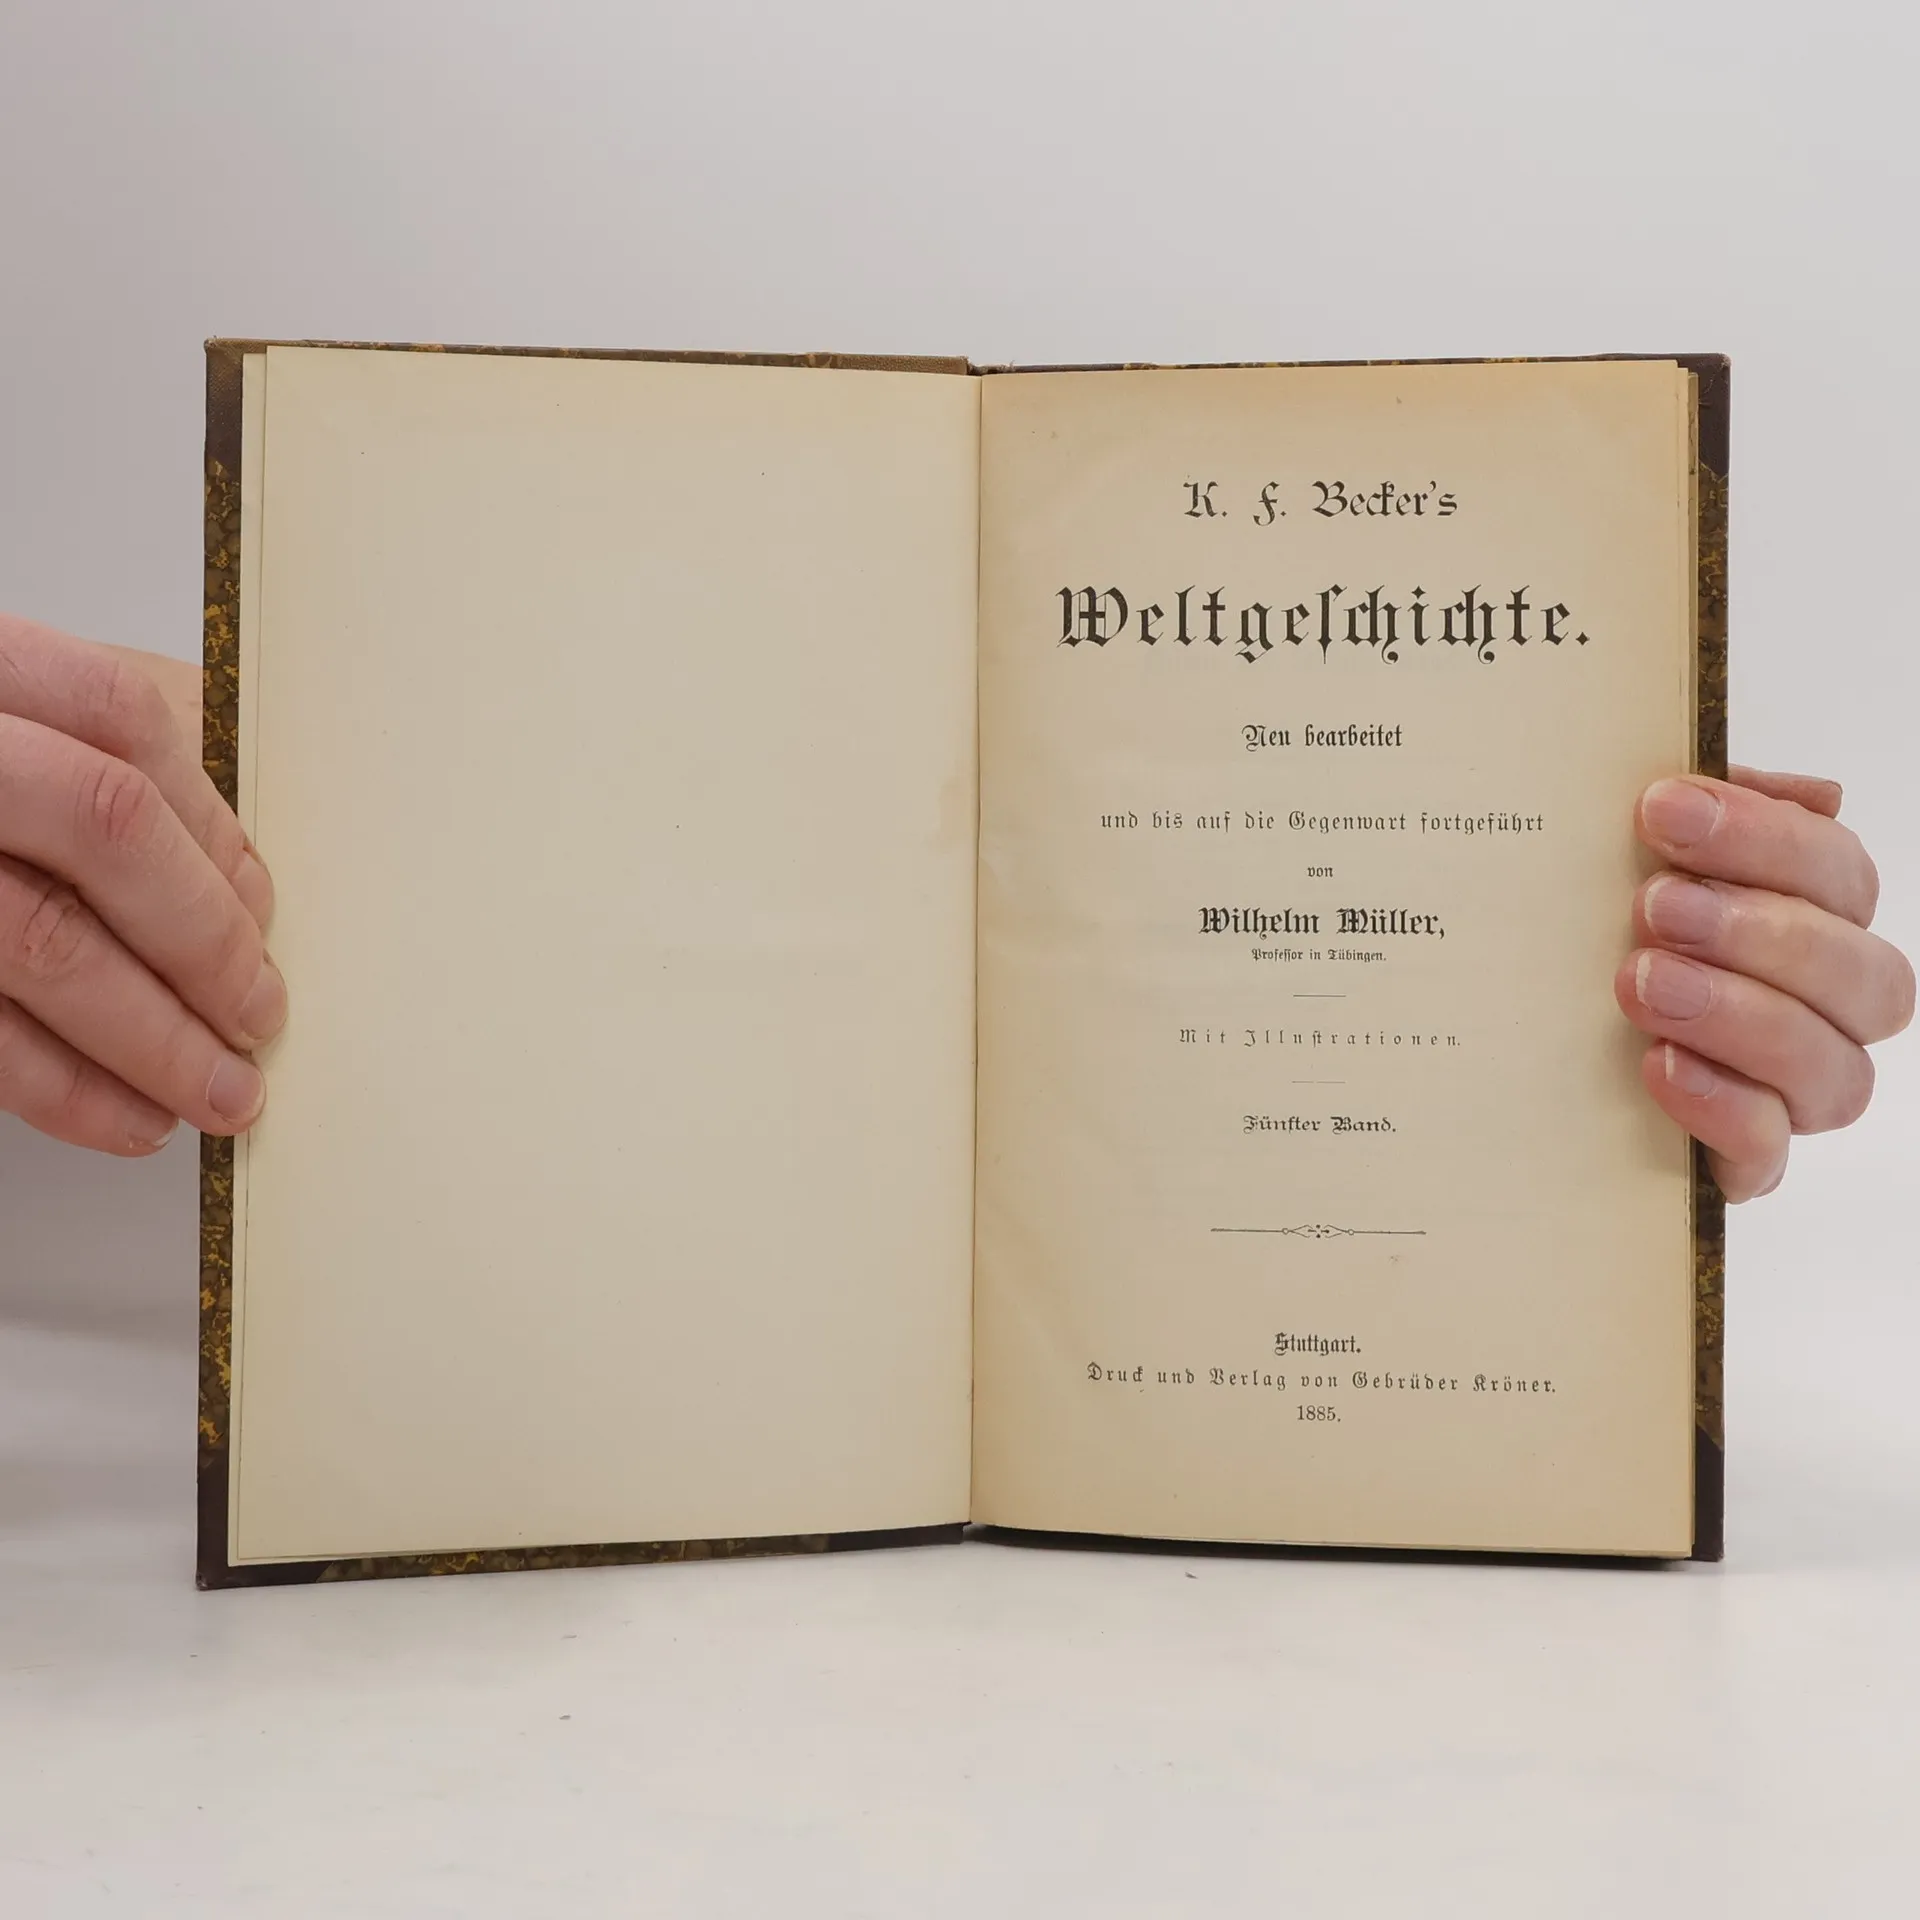 K. F. Becker's
Weltgeſchichte.
Neu bearbeitet
und bis auf die Gegenwart fortgeführt
von
Wilhelm Müller,
Profeſſor in Tübingen.
Mit Illuſtrationen.
Fünfter Band.
Stuttgart.
Druck und Verlag von Gebrüder Kröner.
1885.